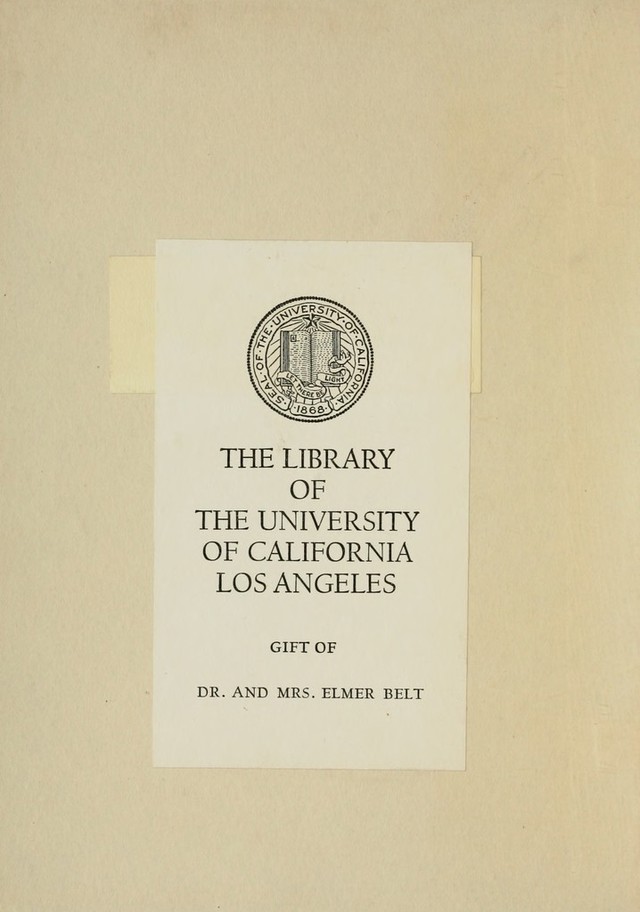 SEAL·OF·THE·UNIVERSITY·OF·CALIFORNIA·
LET THERE BE LIGHT
·1868·
THE LIBRARY
OF
THE UNIVERSITY
OF CALIFORNIA
LOS ANGELES
GIFT OF
DR. AND MRS. ELMER BELT